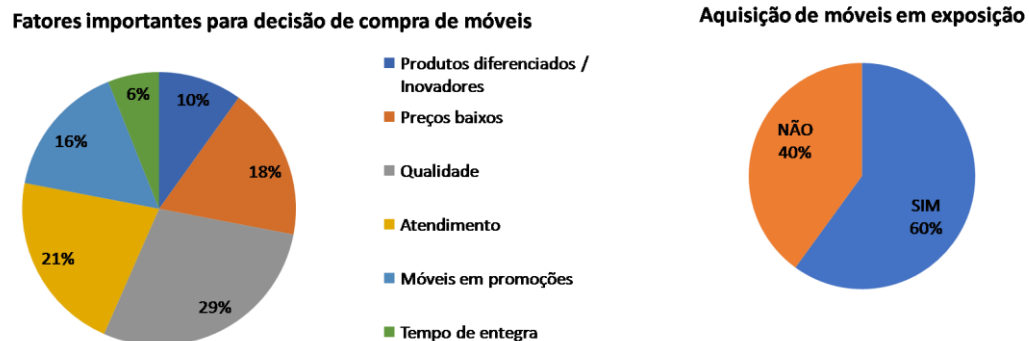 Fatores importantes para decisão de compra de móveis
6%
10%
16%
18%
21%
29%
Produtos diferenciados /
Inovadores
Preços baixos
Qualidade
Atendimento
Móveis em promoções
Tempo de entegra
Aquisição de móveis em exposição
NÃO
40%
SIM
60%